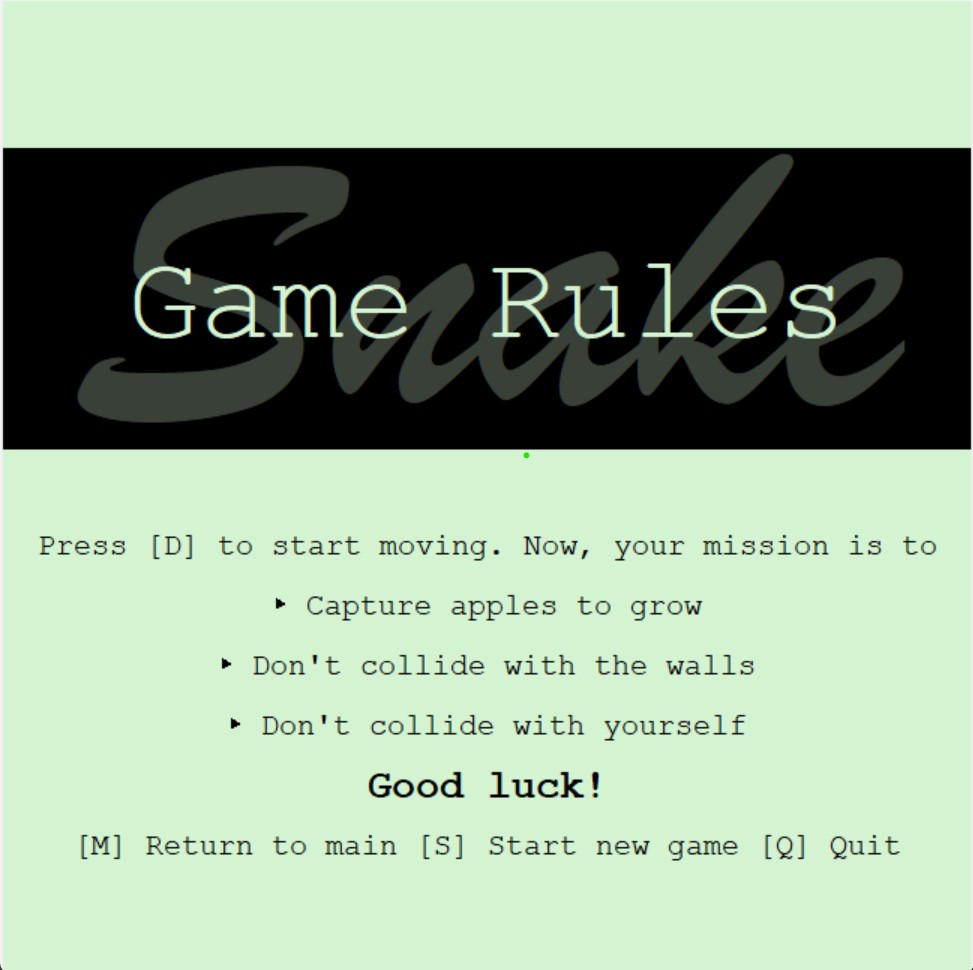 Snake
Game Rules
Press [D] to start moving. Now, your mission is to
‣ Capture apples to grow
‣ Don't collide with the walls
‣ Don't collide with yourself
Good luck!
[M] Return to main [S] Start new game [Q] Quit